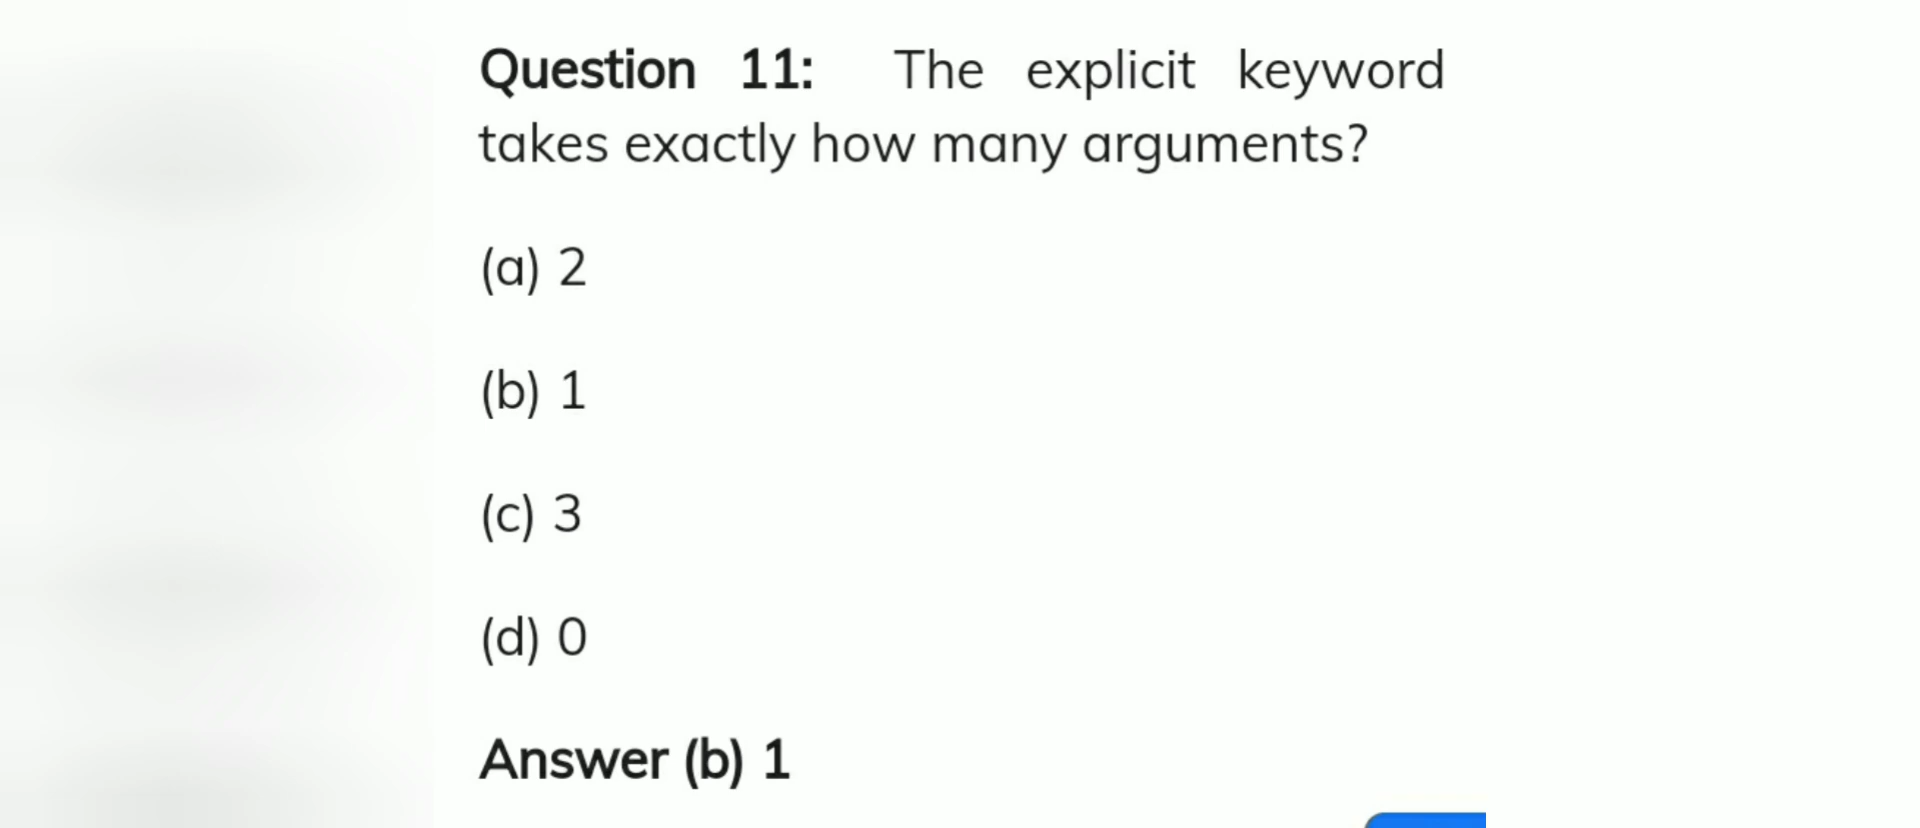 Question 11: The explicit keyword
takes exactly how many arguments?
(a) 2
(b) 1
(c) 3
(d) 0
Answer (b) 1